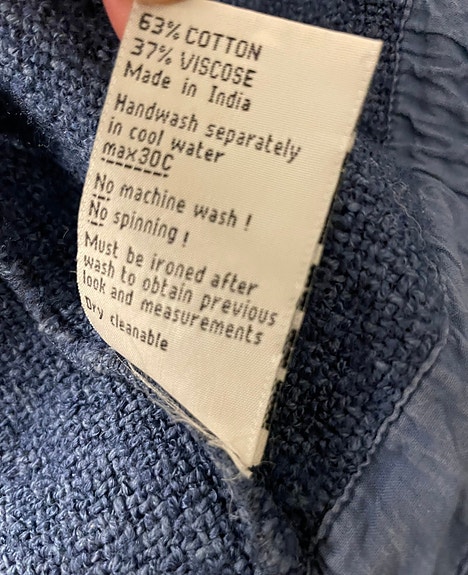 63% COTTON
37% VISCOSE
Made in India
Handwash separately
in cool water
max30C
No machine wash !
No spinning !
Must be ironed after
wash to obtain previous
look and measurements
Dry cleanable